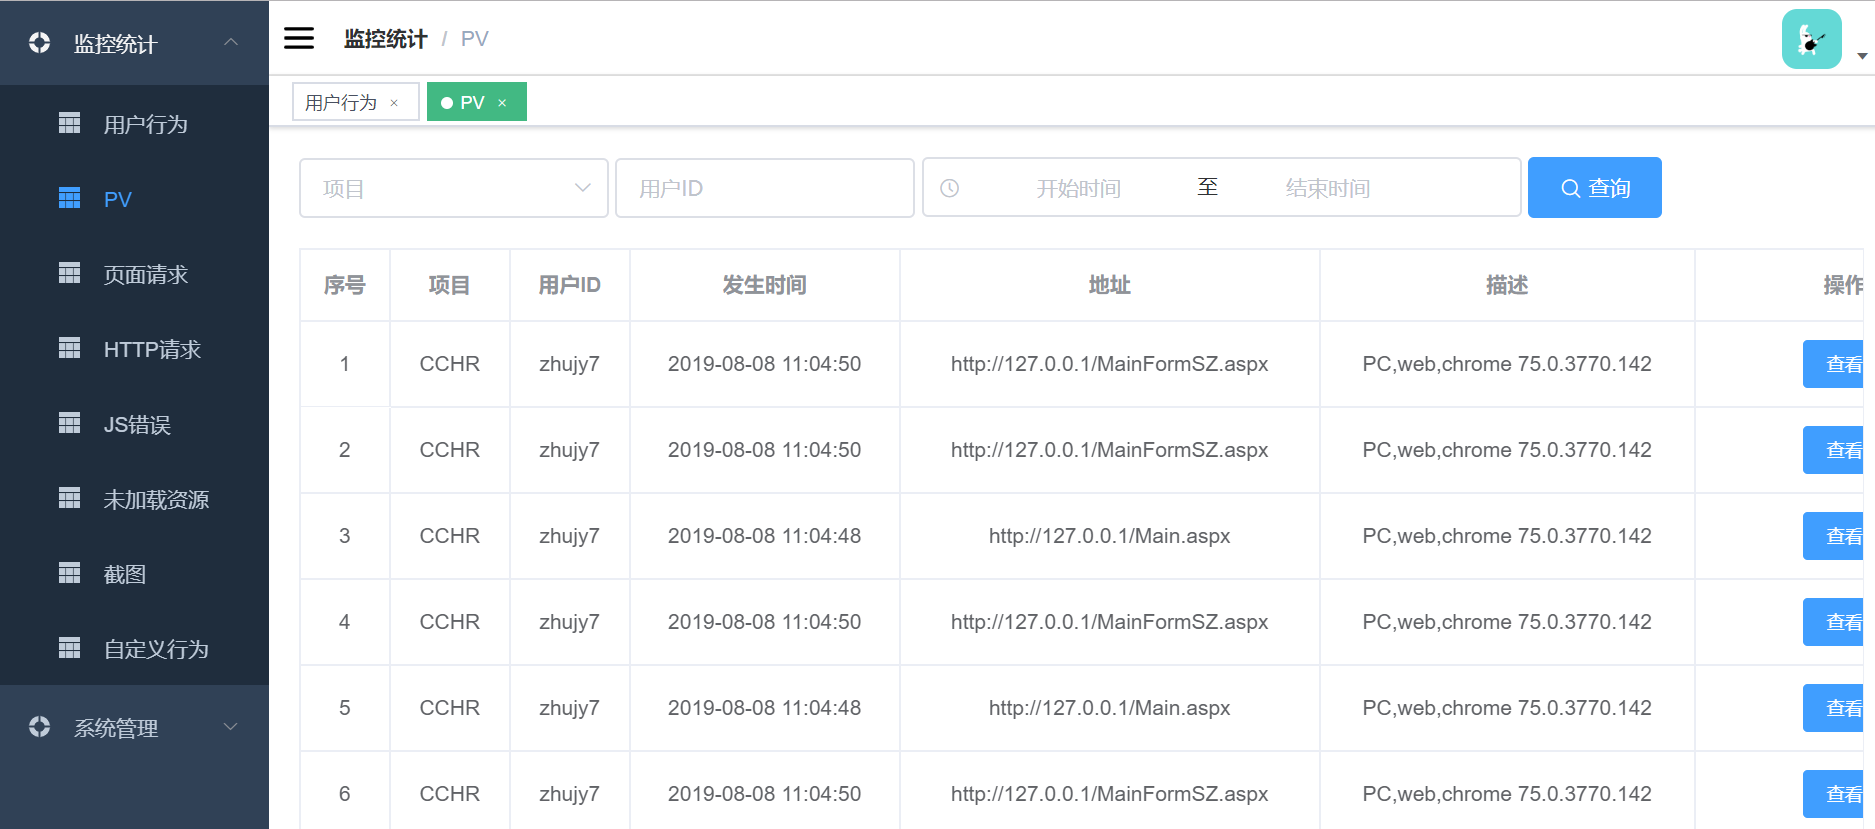 监控统计
用户行为
PV
页面请求
HTTP请求
JS错误
未加载资源
截图
自定义行为
系统管理
监控统计 / PV
用户行为 × PV ×
项目 用户ID 开始时间 至 结束时间 查询
序号 项目 用户ID 发生时间 地址 描述 操作
1 CCHR zhujy7 2019-08-08 11:04:50 http://127.0.0.1/MainFormSZ.aspx PC,web,chrome 75.0.3770.142 查看
2 CCHR zhujy7 2019-08-08 11:04:50 http://127.0.0.1/MainFormSZ.aspx PC,web,chrome 75.0.3770.142 查看
3 CCHR zhujy7 2019-08-08 11:04:48 http://127.0.0.1/Main.aspx PC,web,chrome 75.0.3770.142 查看
4 CCHR zhujy7 2019-08-08 11:04:50 http://127.0.0.1/MainFormSZ.aspx PC,web,chrome 75.0.3770.142 查看
5 CCHR zhujy7 2019-08-08 11:04:48 http://127.0.0.1/Main.aspx PC,web,chrome 75.0.3770.142 查看
6 CCHR zhujy7 2019-08-08 11:04:50 http://127.0.0.1/MainFormSZ.aspx PC,web,chrome 75.0.3770.142 查看